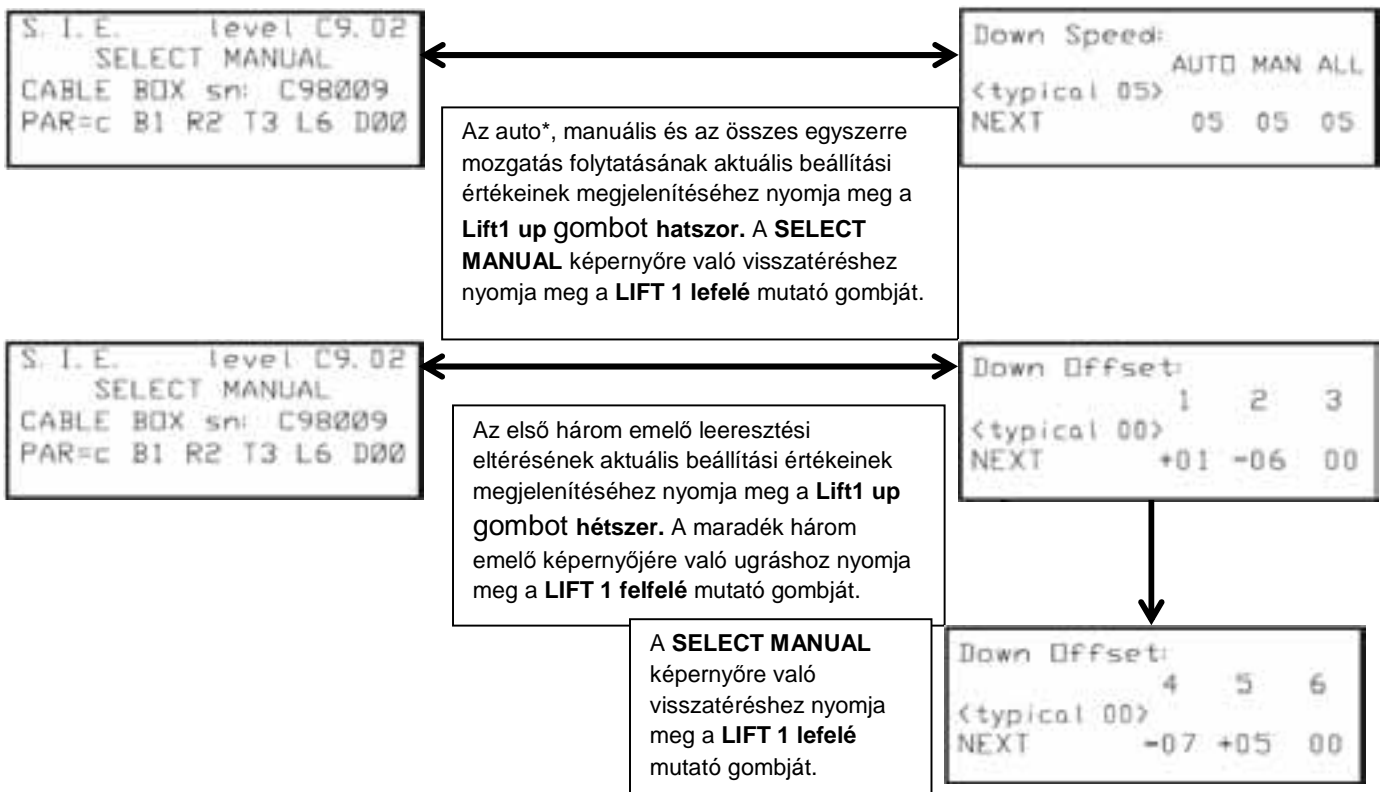 S. I. E. level C9.02
SELECT MANUAL
CABLE BOX sn: C98009
PAR=c B1 R2 T3 L6 D00
Down Speed:
AUTO MAN ALL
<typical 05>
NEXT 05 05 05
Az auto*, manuális és az összes egyszerre
mozgatás folytatásának aktuális beállítási
értékeinek megjelenítéséhez nyomja meg a
Lift1 up gombot hatszor. A SELECT
MANUAL képernyőre való visszatéréshez
nyomja meg a LIFT 1 lefelé mutató gombját.
S. I. E. level C9.02
SELECT MANUAL
CABLE BOX sn: C98009
PAR=c B1 R2 T3 L6 D00
Down Offset:
1 2 3
<typical 00>
NEXT +01 -06 00
Az első három emelő leeresztési
eltérésének aktuális beállítási értékeinek
megjelenítéséhez nyomja meg a Lift1 up
gombot hétszer. A maradék három
emelő képernyőjére való ugráshoz nyomja
meg a LIFT 1 felfelé mutató gombját.
A SELECT MANUAL
képernyőre való
visszatéréshez nyomja
meg a LIFT 1 lefelé
mutató gombját.
Down Offset:
4 5 6
<typical 00>
NEXT -07 +05 00